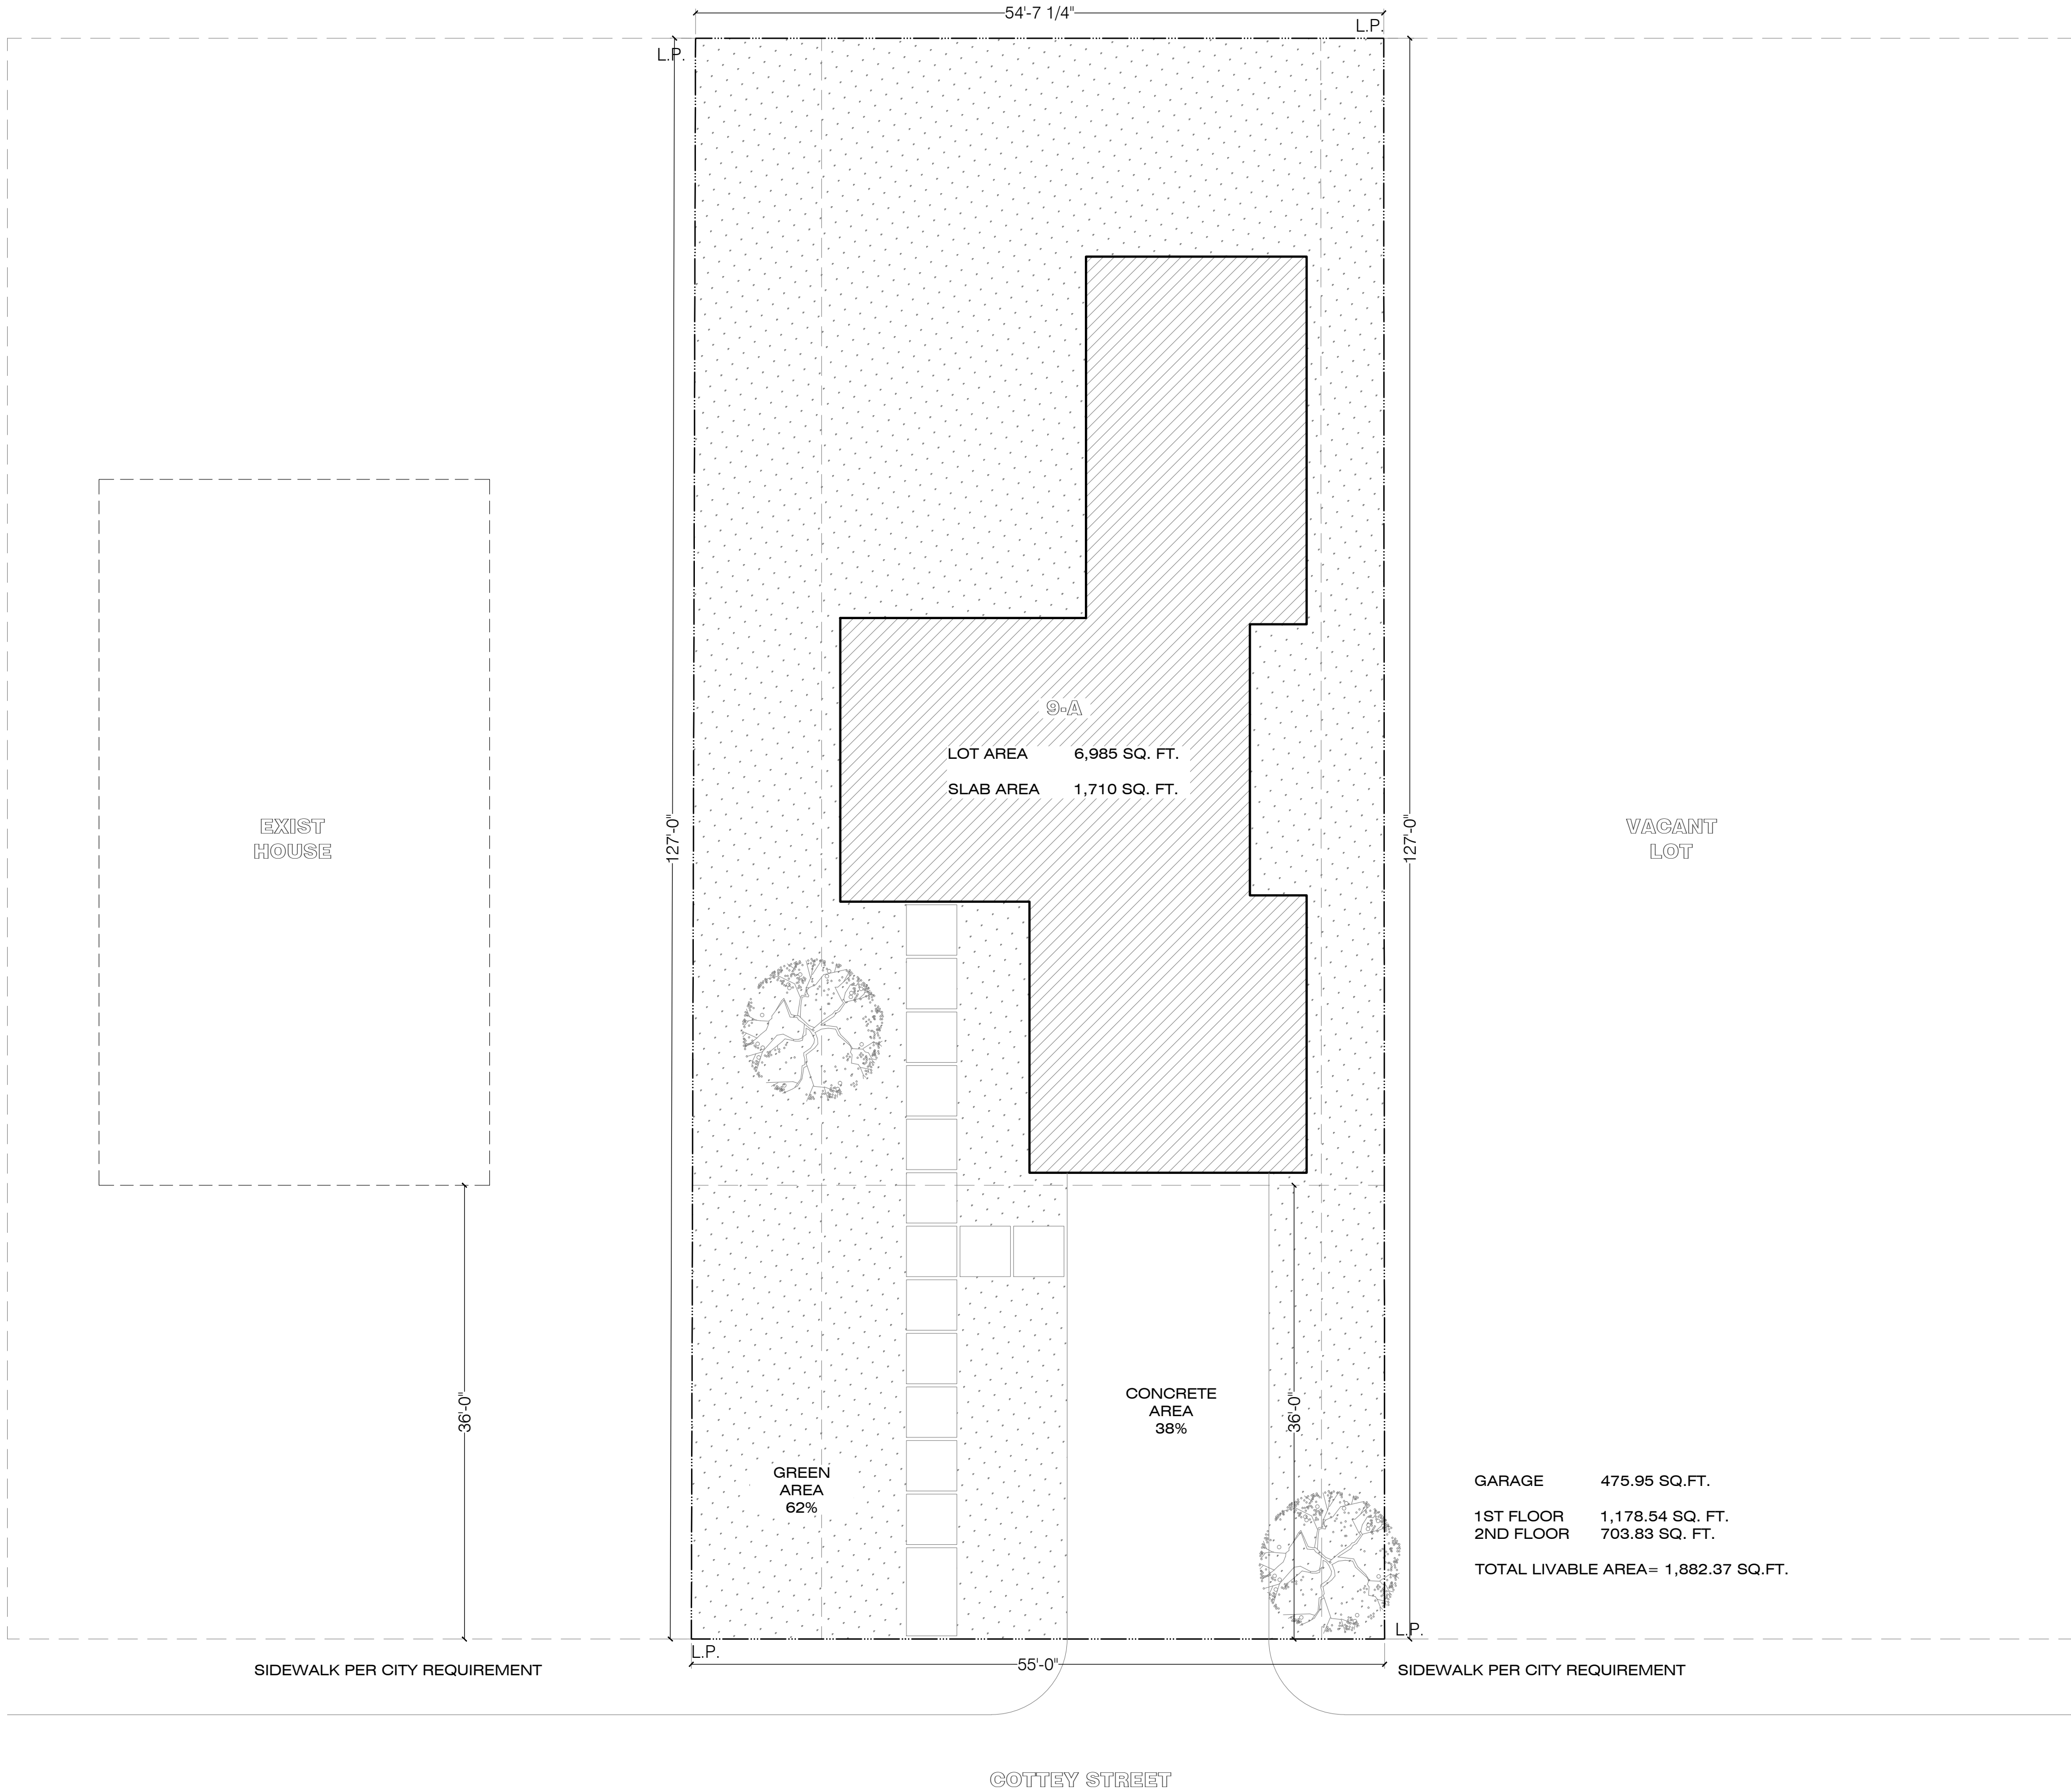 54'-7 1/4"
L.P.
L.P.
9-A
LOT AREA 6,985 SQ. FT.
SLAB AREA 1,710 SQ. FT.
EXIST
HOUSE
127'-0"
127'-0"
VACANT
LOT
36'-0"
CONCRETE
AREA
38%
36'-0"
GREEN
AREA
62%
GARAGE 475.95 SQ.FT.
1ST FLOOR 1,178.54 SQ. FT.
2ND FLOOR 703.83 SQ. FT.
TOTAL LIVABLE AREA= 1,882.37 SQ.FT.
L.P.
L.P.
55'-0"
SIDEWALK PER CITY REQUIREMENT
SIDEWALK PER CITY REQUIREMENT
COTTEY STREET